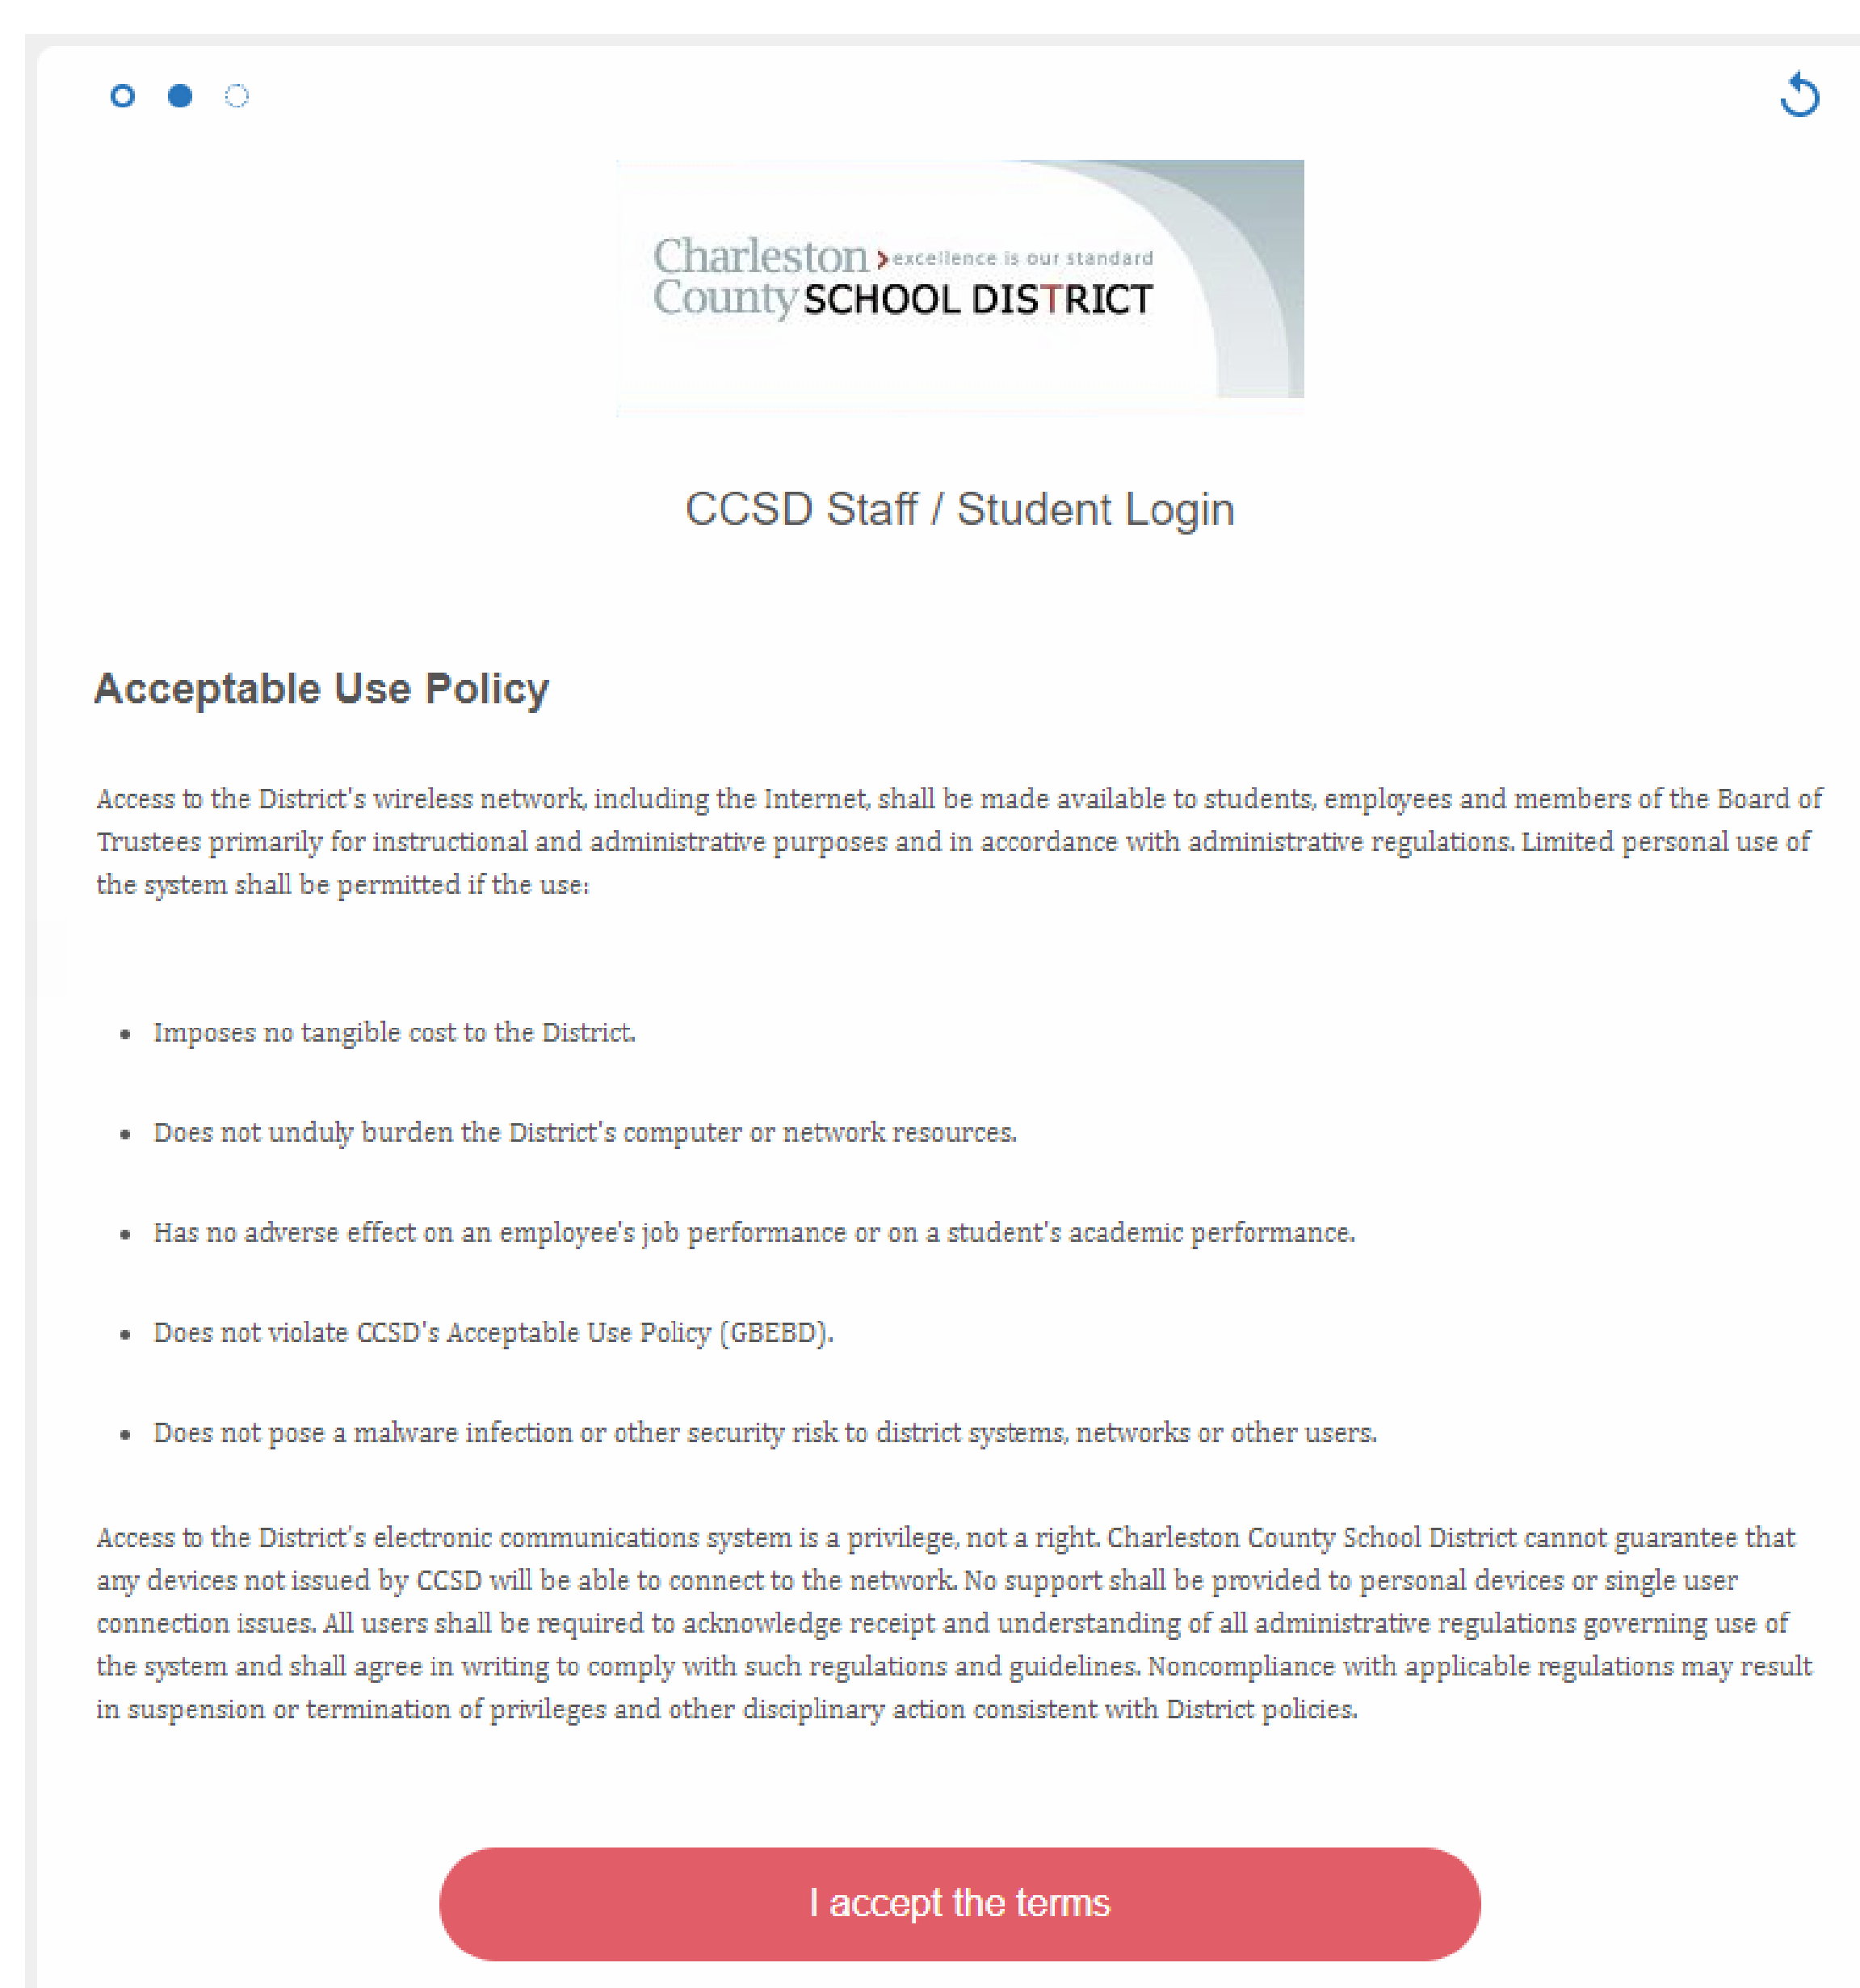 Charleston >excellence is our standard
County SCHOOL DISTRICT
CCSD Staff / Student Login
Acceptable Use Policy
Access to the District's wireless network, including the Internet, shall be made available to students, employees and members of the Board of
Trustees primarily for instructional and administrative purposes and in accordance with administrative regulations. Limited personal use of
the system shall be permitted if the use:
• Imposes no tangible cost to the District.
• Does not unduly burden the District's computer or network resources.
• Has no adverse effect on an employee's job performance or on a student's academic performance.
• Does not violate CCSD's Acceptable Use Policy (GBEBD).
• Does not pose a malware infection or other security risk to district systems, networks or other users.
Access to the District's electronic communications system is a privilege, not a right. Charleston County School District cannot guarantee that
any devices not issued by CCSD will be able to connect to the network. No support shall be provided to personal devices or single user
connection issues. All users shall be required to acknowledge receipt and understanding of all administrative regulations governing use of
the system and shall agree in writing to comply with such regulations and guidelines. Noncompliance with applicable regulations may result
in suspension or termination of privileges and other disciplinary action consistent with District policies.
I accept the terms